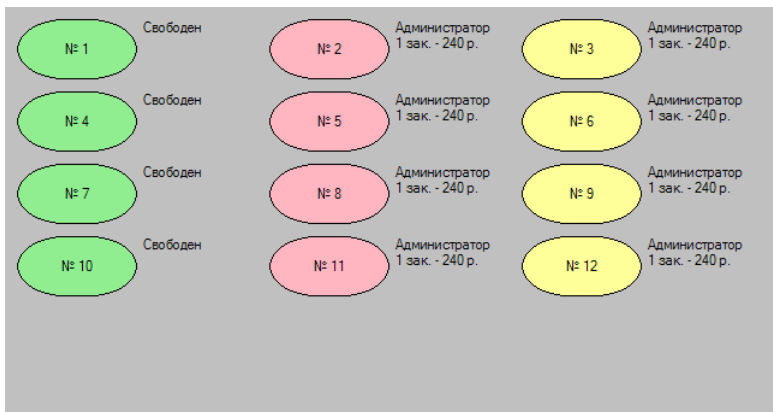 № 1
Свободен
№ 2
Администратор
1 зак. - 240 р.
№ 3
Администратор
1 зак. - 240 р.
№ 4
Свободен
№ 5
Администратор
1 зак. - 240 р.
№ 6
Администратор
1 зак. - 240 р.
№ 7
Свободен
№ 8
Администратор
1 зак. - 240 р.
№ 9
Администратор
1 зак. - 240 р.
№ 10
Свободен
№ 11
Администратор
1 зак. - 240 р.
№ 12
Администратор
1 зак. - 240 р.